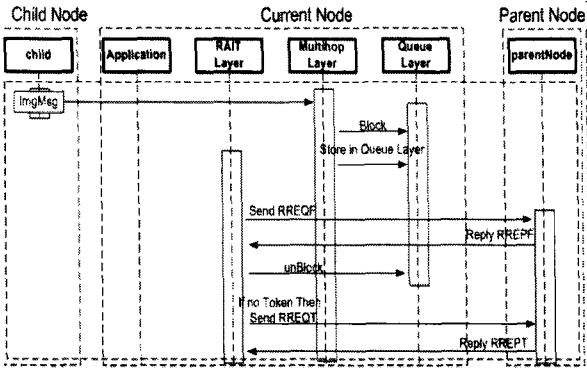 Child Node
Current Node
Parent Node
child
Application
RAIT Layer
Multihop Layer
Queue Layer
parentNode
ImgMsg
Block
Store in Queue Layer
Send RREQF
Reply RREPF
unBlock
If no Token Then
Send RREQT
Reply RREPT